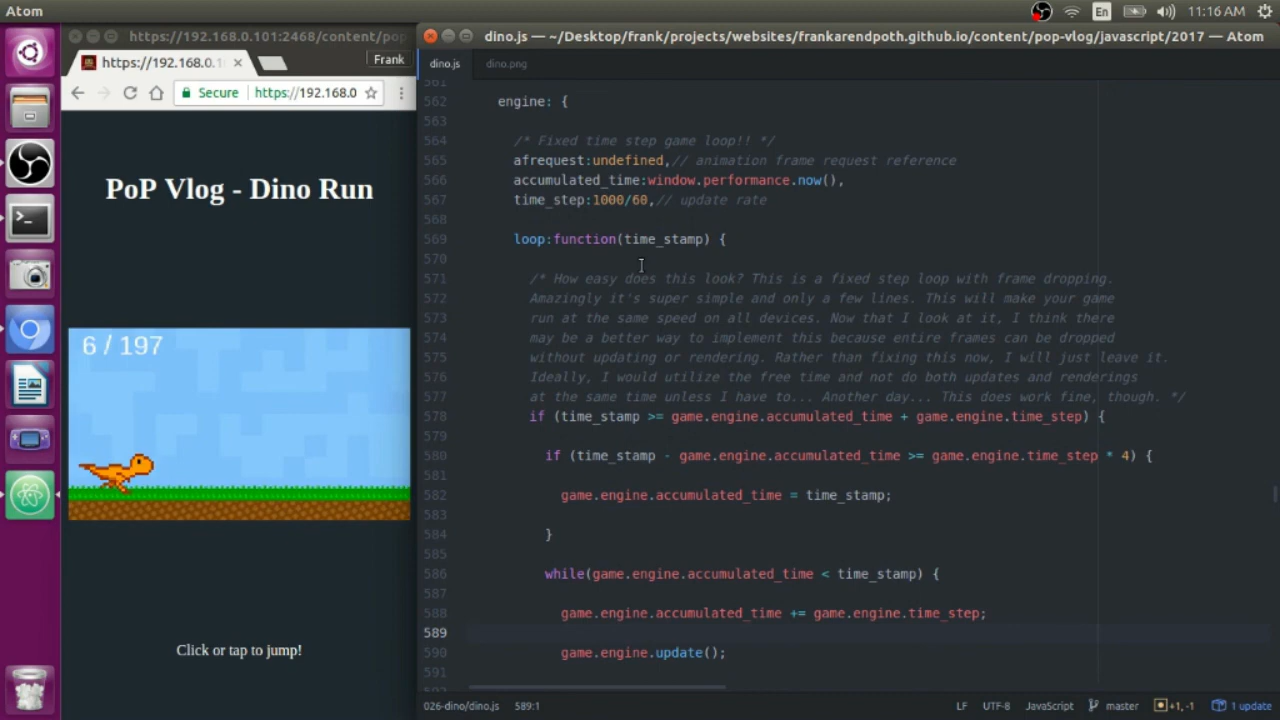 Atom
En
11:16 AM
https://192.168.0.101:2468/content/pop
dino.js — ~/Desktop/frank/projects/websites/frankarendpoth.github.io/content/pop-vlog/javascript/2017 — Atom
https://192.168.0.1
Frank
dino.js
dino.png
Secure
https://192.168.0
PoP Vlog - Dino Run
6 / 197
Click or tap to jump!
561
562 engine: {
563
564 /* Fixed time step game loop!! */
565 afrequest:undefined,// animation frame request reference
566 accumulated_time:window.performance.now(),
567 time_step:1000/60,// update rate
568
569 loop:function(time_stamp) {
570
571 /* How easy does this look? This is a fixed step loop with frame dropping.
572 Amazingly it's super simple and only a few lines. This will make your game
573 run at the same speed on all devices. Now that I look at it, I think there
574 may be a better way to implement this because entire frames can be dropped
575 without updating or rendering. Rather than fixing this now, I will just leave it.
576 Ideally, I would utilize the free time and not do both updates and renderings
577 at the same time unless I have to... Another day... This does work fine, though. */
578 if (time_stamp >= game.engine.accumulated_time + game.engine.time_step) {
579
580 if (time_stamp - game.engine.accumulated_time >= game.engine.time_step * 4) {
581
582 game.engine.accumulated_time = time_stamp;
583
584 }
585
586 while(game.engine.accumulated_time < time_stamp) {
587
588 game.engine.accumulated_time += game.engine.time_step;
589
590 game.engine.update();
591
026-dino/dino.js 589:1
LF UTF-8 JavaScript master +1, -1 1 update